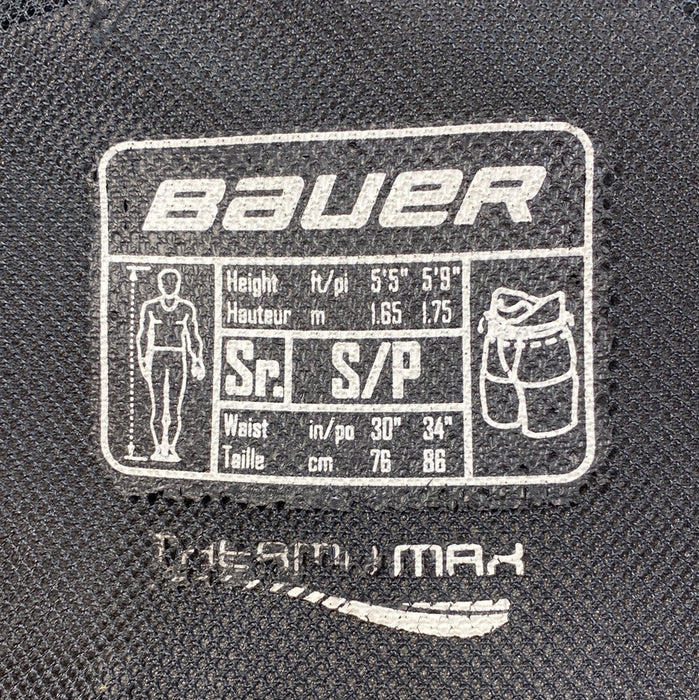 BAUER
Height ft/pi 5'5" 5'9"
Hauteur m 1.65 1.75
Sr. S/P
Waist in/po 30" 34"
Taille cm 76 86
MAX